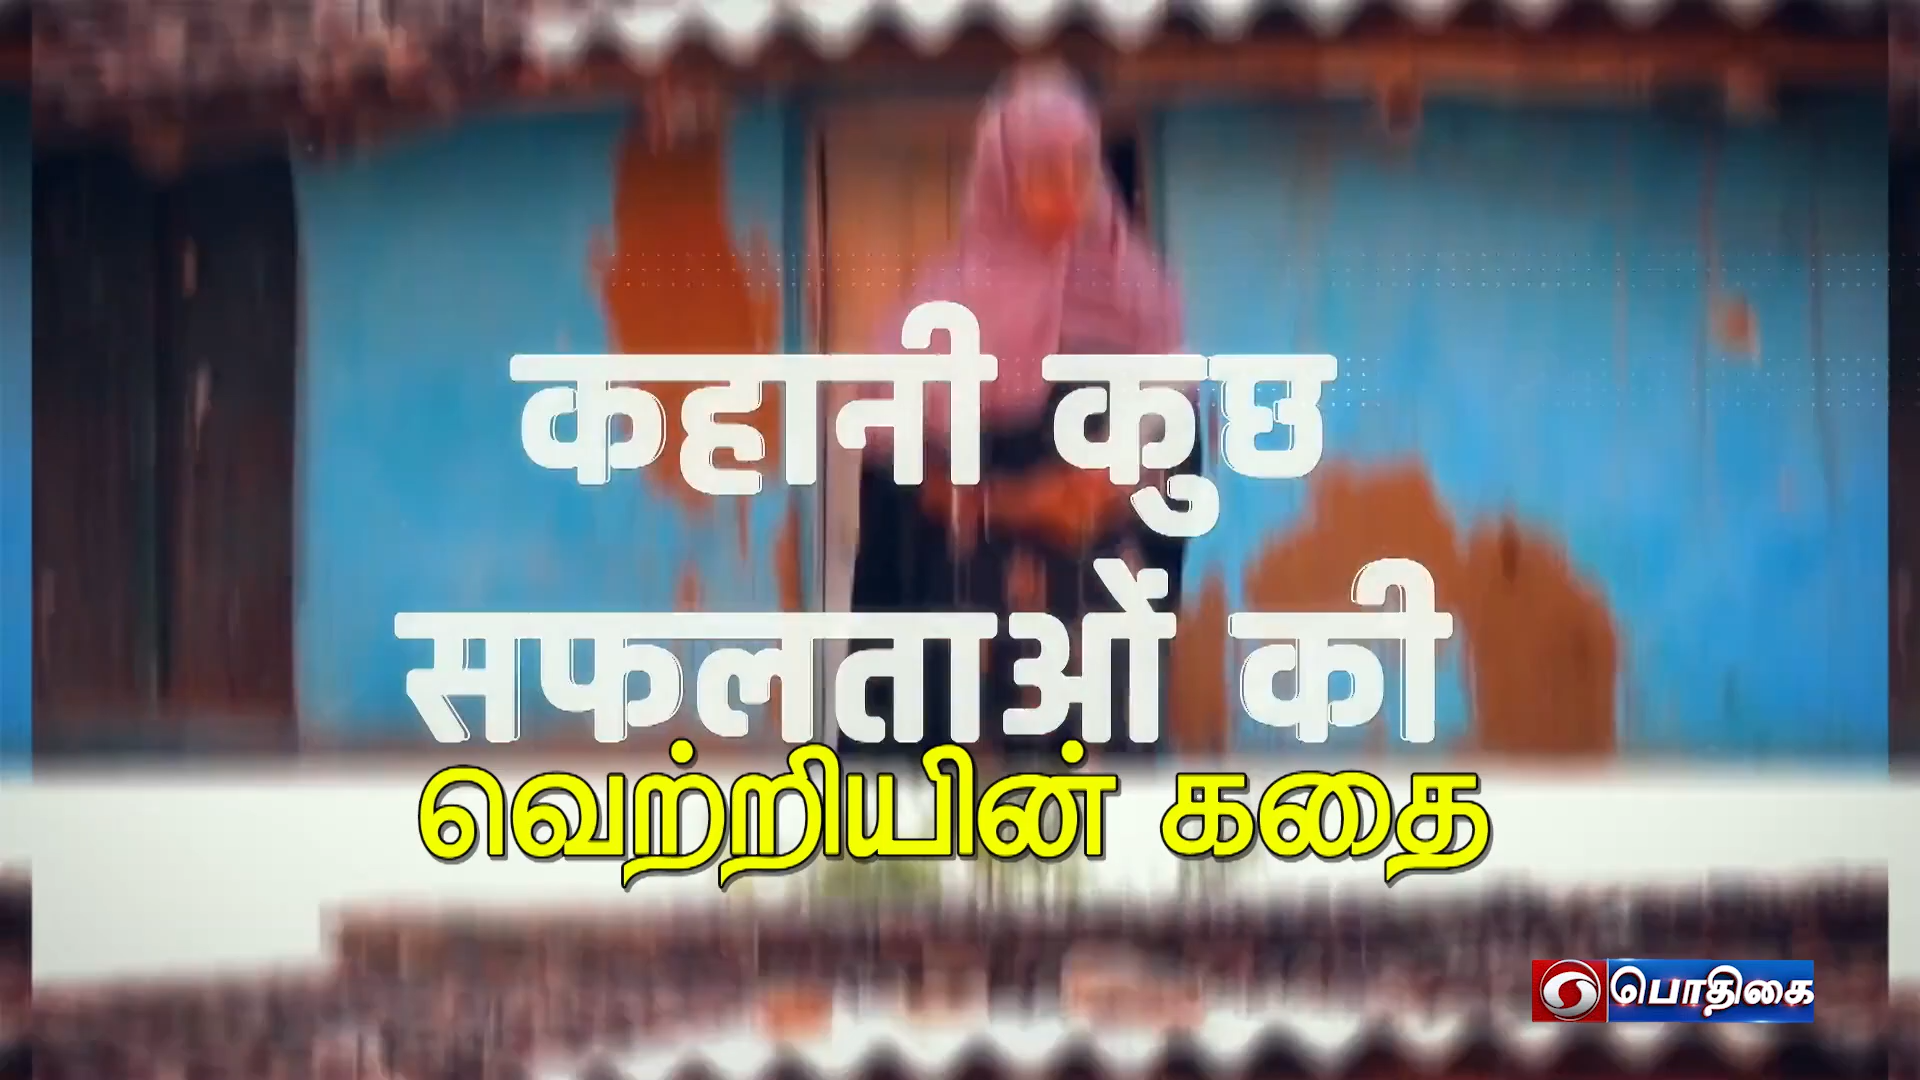 कहानी कुछ
सफलताओं की
வெற்றியின் கதை
பொதிகை